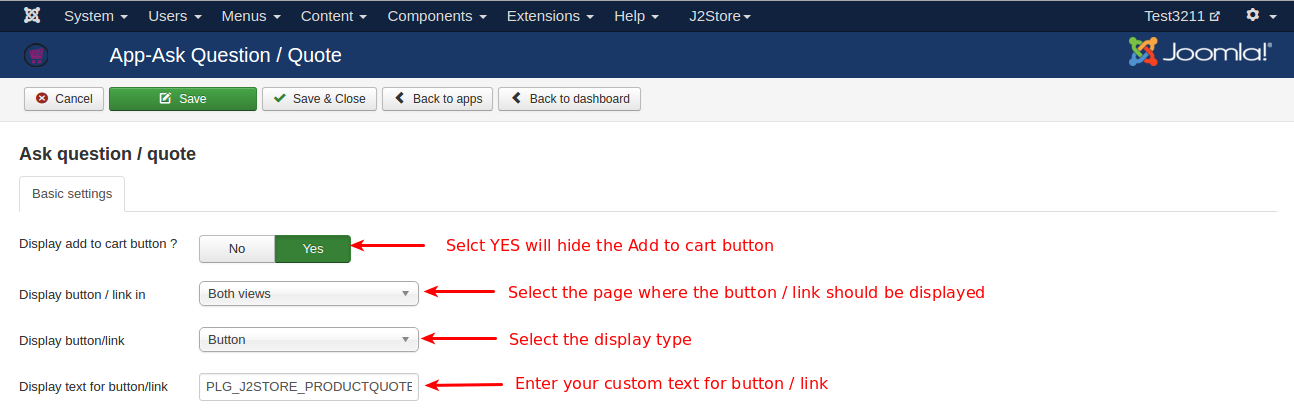 System Users Menus Content Components Extensions Help J2Store Test3211
App-Ask Question / Quote Joomla!®
Cancel Save Save & Close Back to apps Back to dashboard
Ask question / quote
Basic settings
Display add to cart button ? No Yes Selct YES will hide the Add to cart button
Display button / link in Both views Select the page where the button / link should be displayed
Display button/link Button Select the display type
Display text for button/link PLG_J2STORE_PRODUCTQUOTE Enter your custom text for button / link